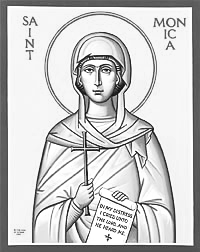 SAINT MONICA
IN MY DISTRESS
I CRIED UNTO
THE LORD, AND
HE HEARD ME.